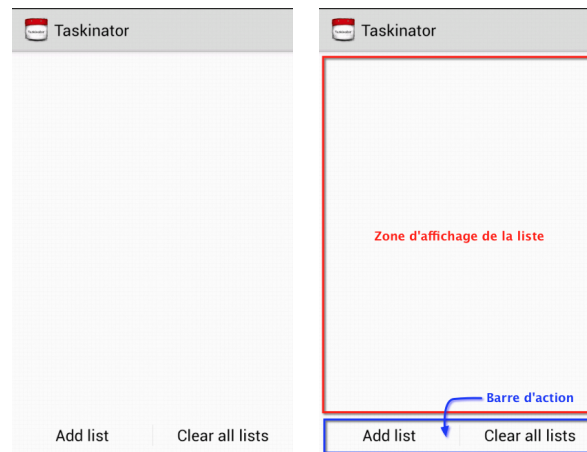 Taskinator
Add list
Clear all lists
Taskinator
Zone d'affichage de la liste
Barre d'action
Add list
Clear all lists